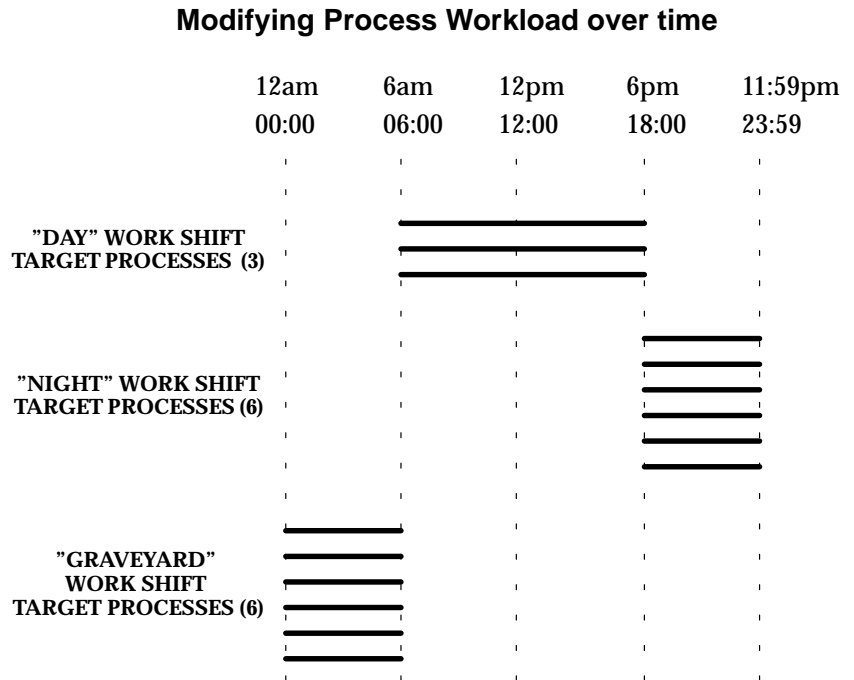 Modifying Process Workload over time
12am 6am 12pm 6pm 11:59pm
00:00 06:00 12:00 18:00 23:59
”DAY” WORK SHIFT
TARGET PROCESSES (3)
”NIGHT” WORK SHIFT
TARGET PROCESSES (6)
”GRAVEYARD”
WORK SHIFT
TARGET PROCESSES (6)